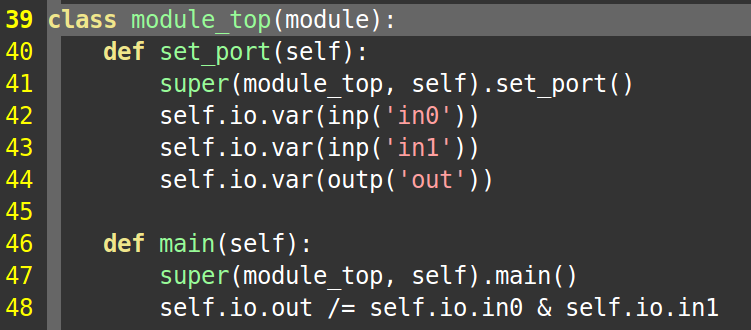 39 class module_top(module):
40     def set_port(self):
41         super(module_top, self).set_port()
42         self.io.var(inp('in0'))
43         self.io.var(inp('in1'))
44         self.io.var(outp('out'))
45
46     def main(self):
47         super(module_top, self).main()
48         self.io.out /= self.io.in0 & self.io.in1